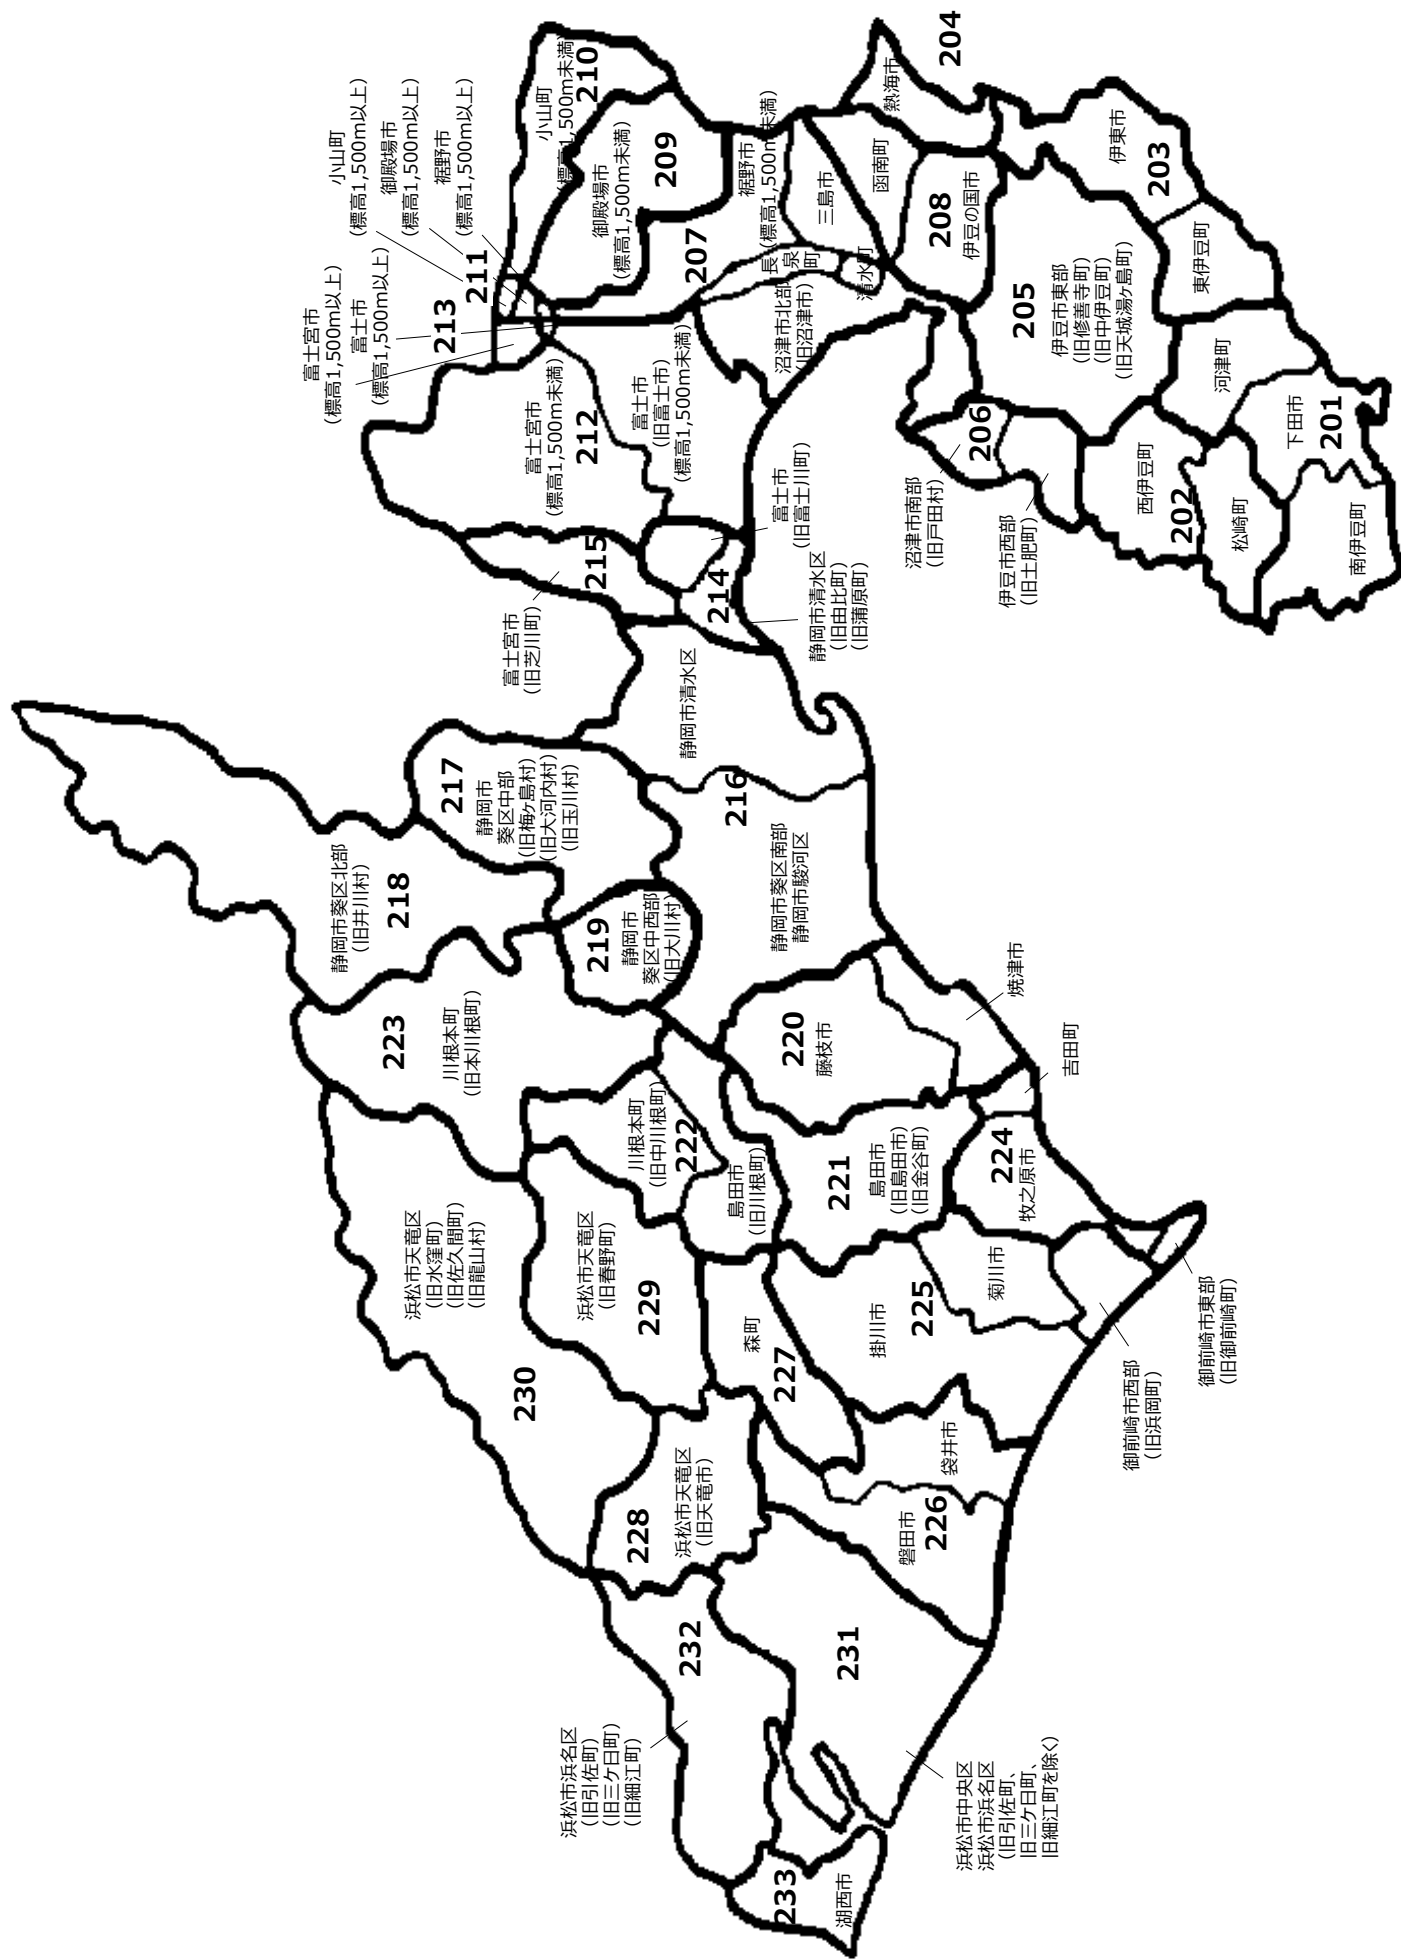 小山町
(標高1,500m以上)
御殿場市
(標高1,500m以上)
裾野市
(標高1,500m以上)
富士宮市
(標高1,500m以上)
富士市
(標高1,500m以上)
213
211
小山町
(標高1,500m未満)
210
御殿場市
(標高1,500m未満)
209
裾野市
(標高1,500m未満)
207
長泉町
三島市
清水町
函南町
熱海市
204
208
伊豆の国市
沼津市北部
(旧沼津市)
富士宮市
(標高1,500m未満)
212
富士市
(旧富士市)
(標高1,500m未満)
215
富士宮市
(旧芝川町)
富士市
(旧富士川町)
214
静岡市清水区
(旧由比町)
(旧蒲原町)
205
伊豆市東部
(旧修善寺町)
(旧中伊豆町)
(旧天城湯ヶ島町)
伊東市
203
東伊豆町
河津町
下田市
201
南伊豆町
西伊豆町
202
松崎町
206
沼津市南部
(旧戸田村)
伊豆市西部
(旧土肥町)
静岡市清水区
216
静岡市葵区南部
静岡市駿河区
217
静岡市
葵区中部
(旧梅ヶ島村)
(旧大河内村)
(旧玉川村)
静岡市葵区北部
(旧井川村)
218
219
静岡市
葵区中西部
(旧大川村)
220
藤枝市
焼津市
吉田町
223
川根本町
(旧本川根町)
川根本町
(旧中川根町)
222
島田市
(旧川根町)
221
島田市
(旧島田市)
(旧金谷町)
224
牧之原市
菊川市
225
掛川市
御前崎市東部
(旧御前崎町)
御前崎市西部
(旧浜岡町)
浜松市天竜区
(旧水窪町)
(旧佐久間町)
(旧龍山村)
230
浜松市天竜区
(旧春野町)
229
森町
227
袋井市
磐田市
226
228
浜松市天竜区
(旧天竜市)
232
浜松市浜名区
(旧引佐町)
(旧三ケ日町)
(旧細江町)
231
浜松市中央区
浜松市浜名区
(旧引佐町、
旧三ケ日町、
旧細江町を除く)
233
湖西市